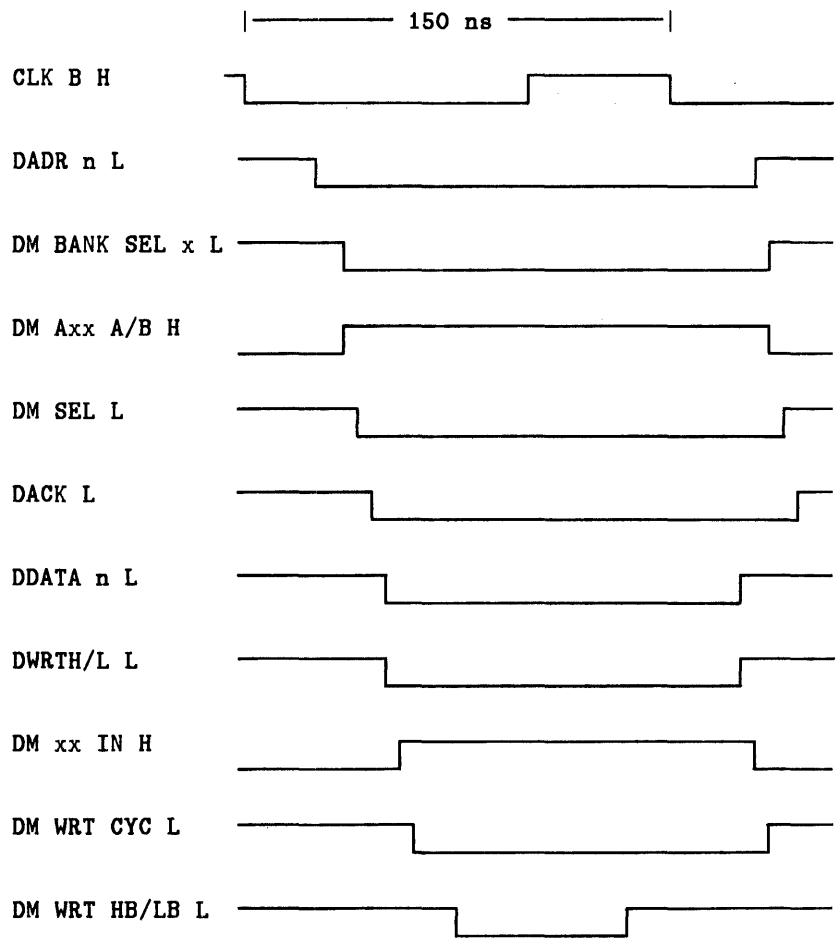 150 ns
CLK B H
DADR n L
DM BANK SEL x L
DM Axx A/B H
DM SEL L
DACK L
DDATA n L
DWRTH/L L
DM xx IN H
DM WRT CYC L
DM WRT HB/LB L